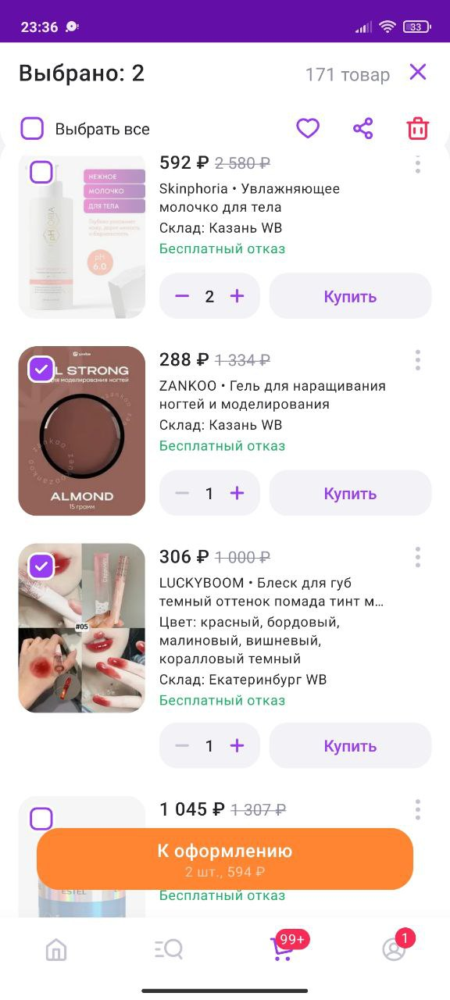 23:36
33
Выбрано: 2
171 товар
Выбрать все
НЕЖНОЕ
МОЛОЧКО
ДЛЯ ТЕЛА
pH
6.0
592 ₽ 2 580 ₽
Skinphoria • Увлажняющее
молочко для тела
Склад: Казань WB
Бесплатный отказ
2
Купить
L STRONG
для моделирования ногтей
ALMOND
15 грамм
288 ₽ 1 334 ₽
ZANKOO • Гель для наращивания
ногтей и моделирования
Склад: Казань WB
Бесплатный отказ
1
Купить
#05
306 ₽ 1 000 ₽
LUCKYBOOM • Блеск для губ
темный оттенок помада тинт м...
Цвет: красный, бордовый,
малиновый, вишневый,
коралловый темный
Склад: Екатеринбург WB
Бесплатный отказ
1
Купить
1 045 ₽ 1 307 ₽
К оформлению
2 шт., 594 ₽
ESTEL
Бесплатный отказ
99+
1